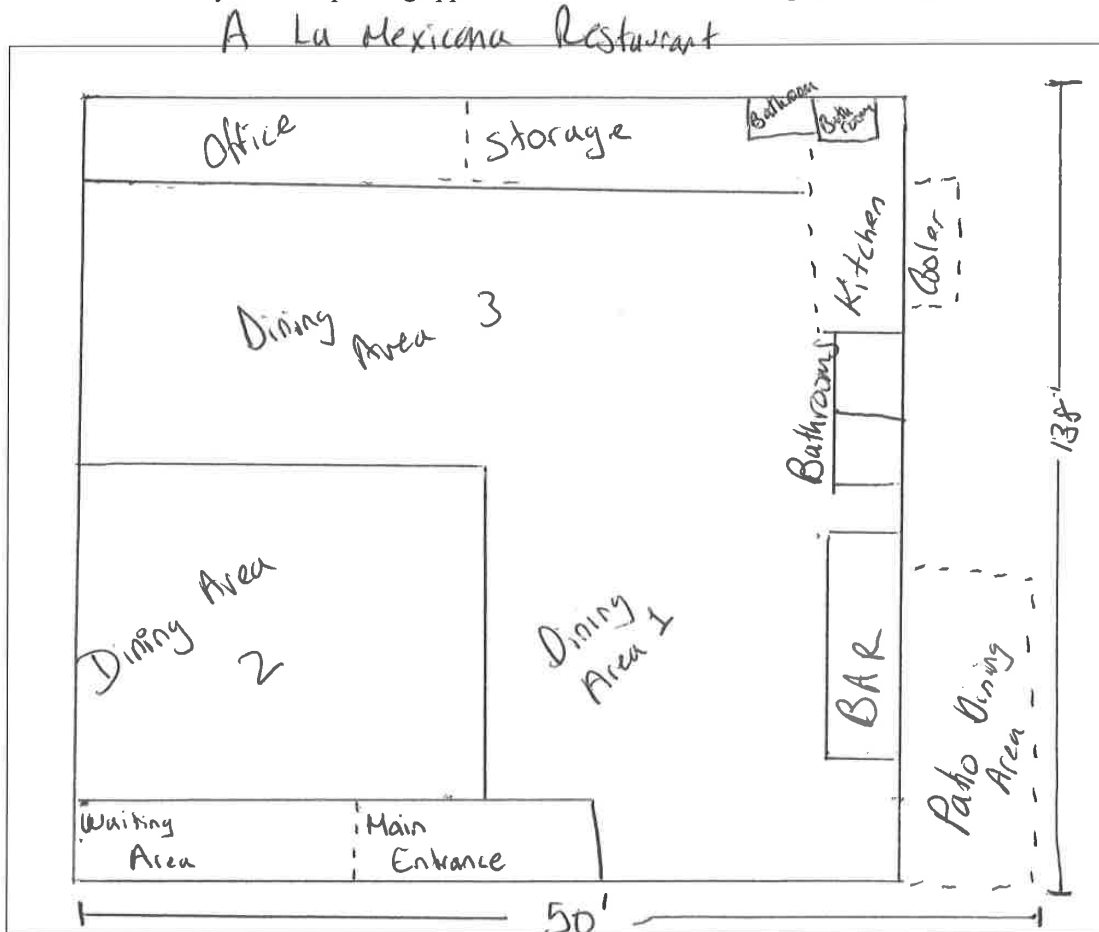 A La Mexicana Restaurant
Office
Storage
Bathroom
Bathroom
Kitchen
Cooler
Dining Area 3
Bathrooms
138'
Dining Area 2
Dining Area 1
BAR
Patio Dining Area
Waiting Area
Main Entrance
50'